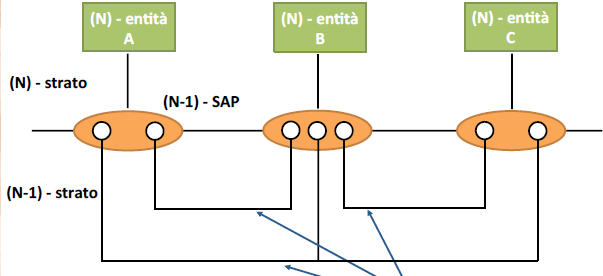 (N) - entità
A
(N) - entità
B
(N) - entità
C
(N) - strato
(N-1) - SAP
(N-1) - strato